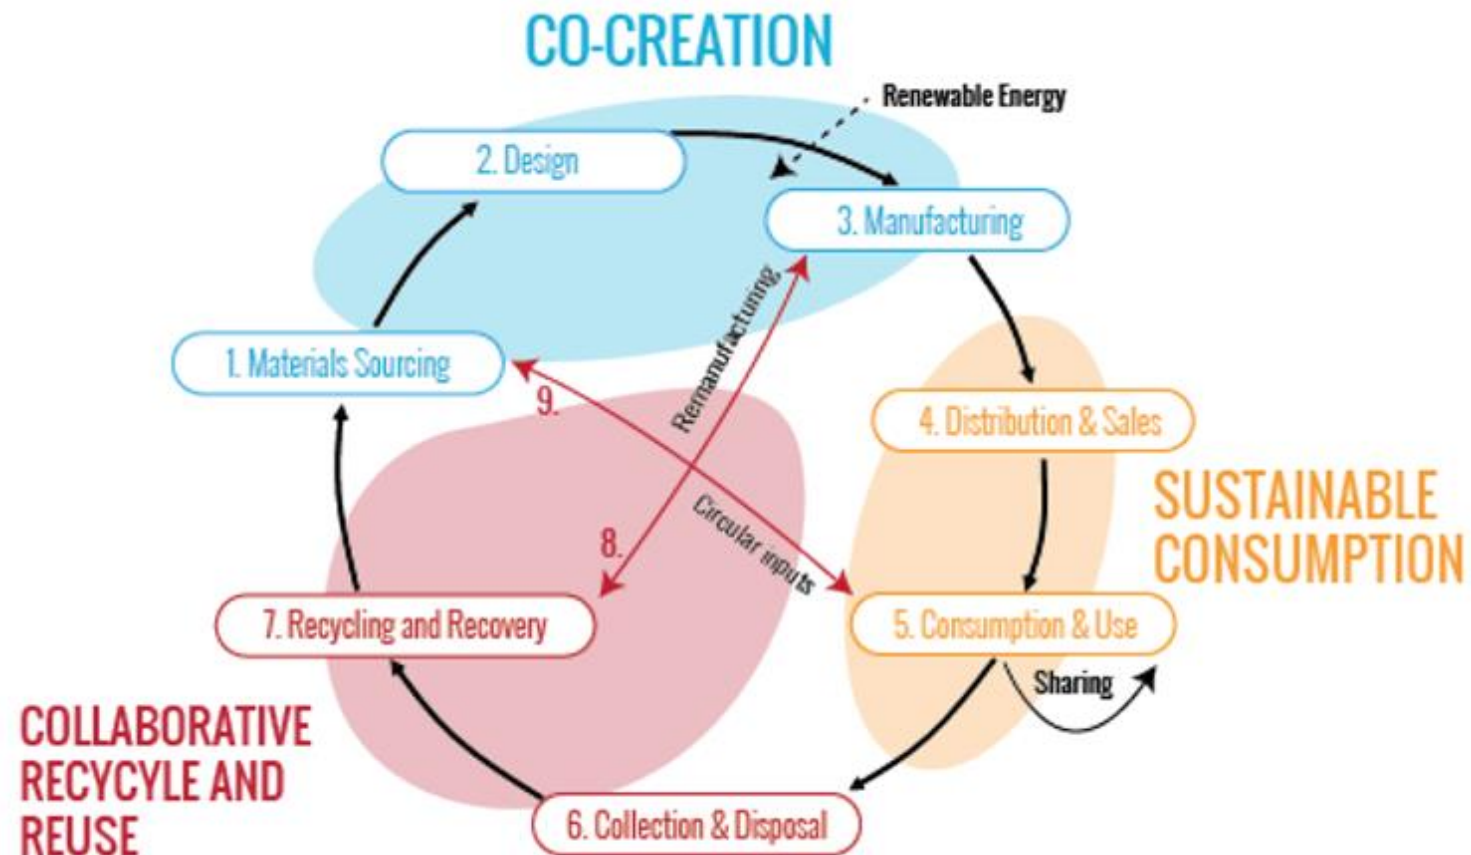 CO-CREATION
Renewable Energy
2. Design
3. Manufacturing
Remanufacturing
1. Materials Sourcing
9.
4. Distribution & Sales
SUSTAINABLE
CONSUMPTION
Circular inputs
8.
7. Recycling and Recovery
5. Consumption & Use
Sharing
COLLABORATIVE
RECYCYLE AND
REUSE
6. Collection & Disposal